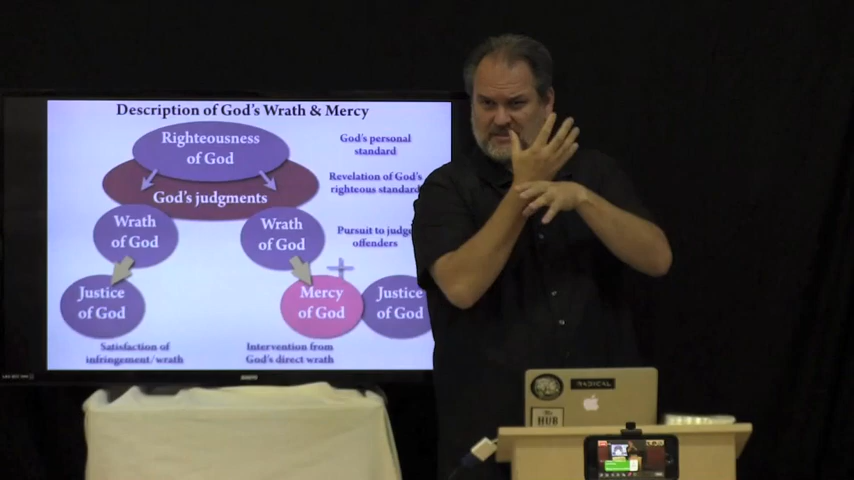 Description of God's Wrath & Mercy
Righteousness
of God
God's personal
standard
God's judgments
Revelation of God's
righteous standard
Wrath
of God
Wrath
of God
Pursuit to judge
offenders
Justice
of God
Mercy
of God
Justice
of God
Satisfaction of
infringement/wrath
Intervention from
God's direct wrath
RADICAL
HUB